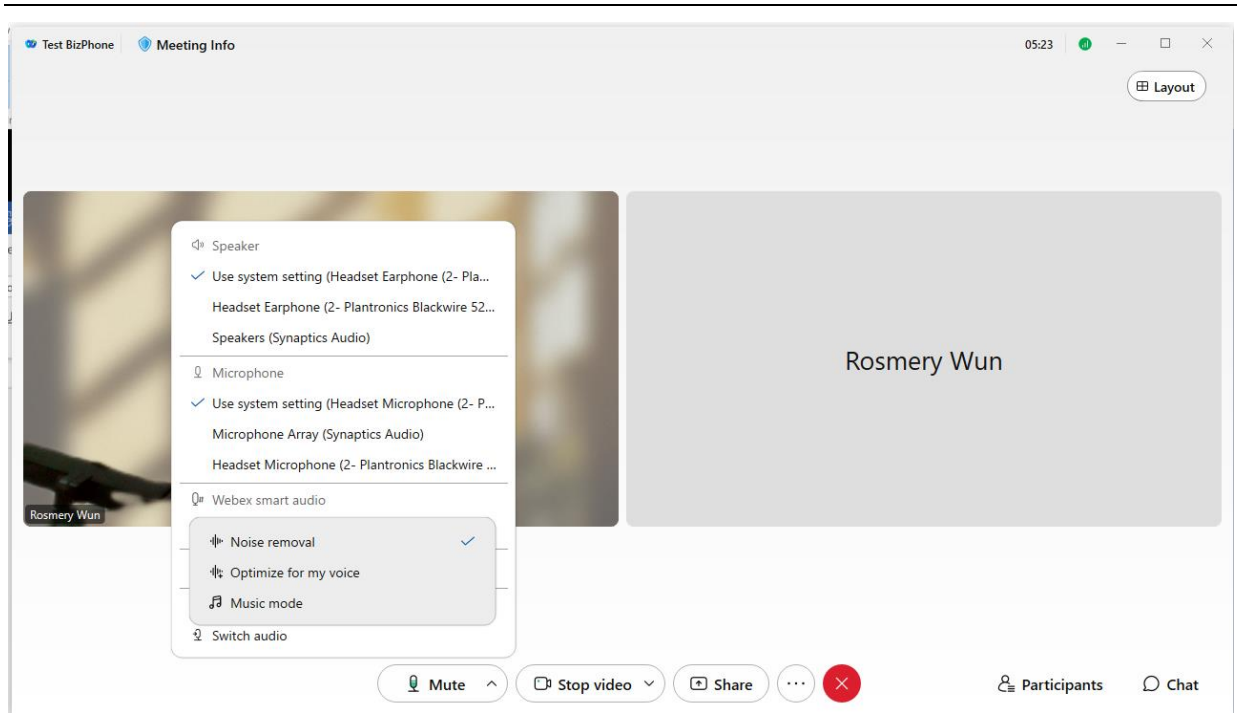 Test BizPhone Meeting Info 05:23
Layout
Speaker
Use system setting (Headset Earphone (2- Pla...
Headset Earphone (2- Plantronics Blackwire 52...
Speakers (Synaptics Audio)
Rosmery Wun
Microphone
Use system setting (Headset Microphone (2- P...
Microphone Array (Synaptics Audio)
Headset Microphone (2- Plantronics Blackwire ...
Webex smart audio
Rosmery Wun
Noise removal
Optimize for my voice
Music mode
Switch audio
Mute Stop video Share Participants Chat